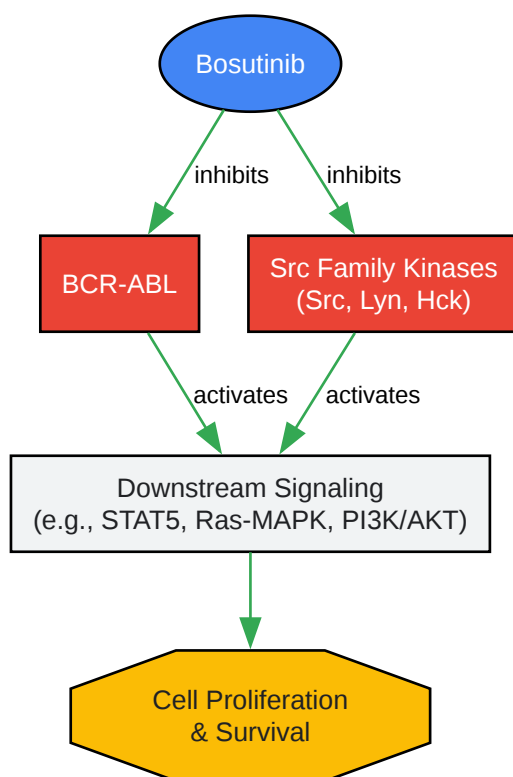 Bosutinib
inhibits
inhibits
BCR-ABL
Src Family Kinases
(Src, Lyn, Hck)
activates
activates
Downstream Signaling
(e.g., STAT5, Ras-MAPK, PI3K/AKT)
Cell Proliferation
& Survival